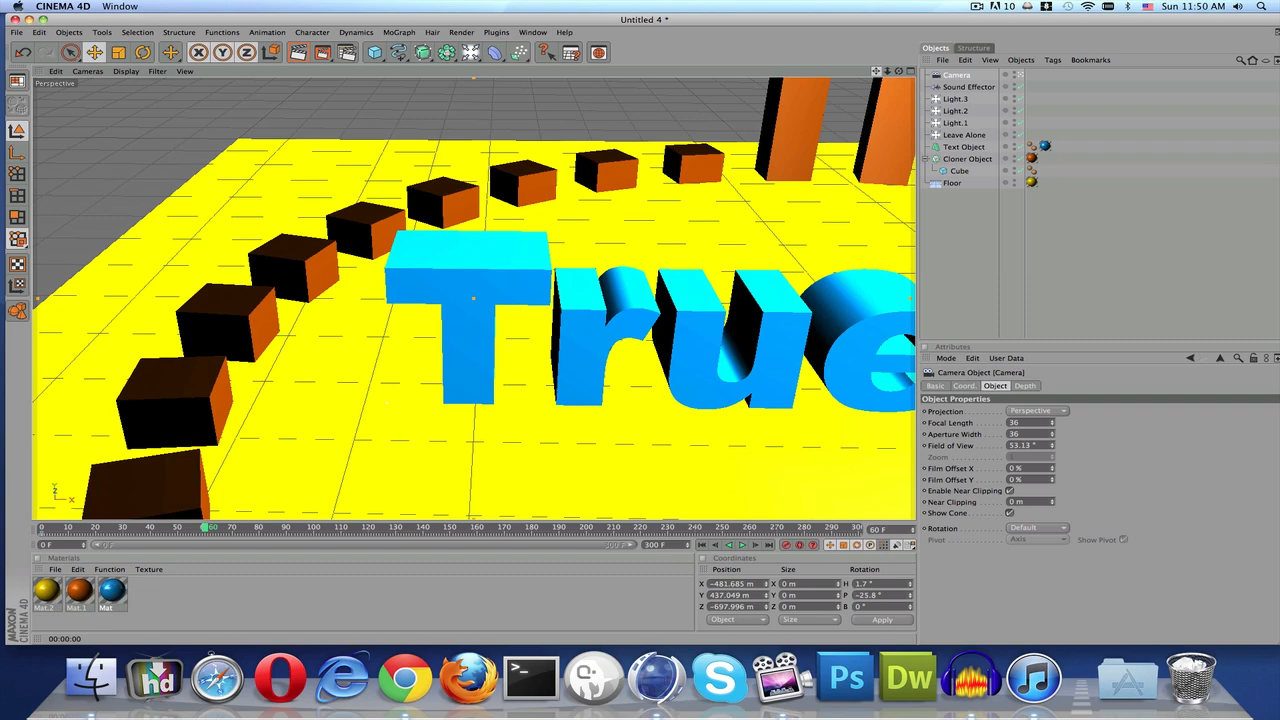 CINEMA 4D Window 10 Sun 11:50 AM
Untitled 4 *
File Edit Objects Tools Selection Structure Functions Animation Character Dynamics MoGraph Hair Render Plugins Window Help
Edit Cameras Display Filter View
Perspective
True
Y
Z X
0 10 20 30 40 50 60 70 80 90 100 110 120 130 140 150 160 170 180 190 200 210 220 230 240 250 260 270 280 290 300 60 F
0 F 0 F 300 F 300 F
Materials
File Edit Function Texture
Mat.2 Mat.1 Mat
MAXON CINEMA 4D
00:00:00
Coordinates
Position Size Rotation
X -481.685 m X 0 m H 1.7 °
Y 437.049 m Y 0 m P -25.8 °
Z -697.996 m Z 0 m B 0 °
Object Size Apply
Objects Structure
File Edit View Objects Tags Bookmarks
Camera
Sound Effector
Light.3
Light.2
Light.1
Leave Alone
Text Object
Cloner Object
Cube
Floor
Attributes
Mode Edit User Data
Camera Object [Camera]
Basic Coord. Object Depth
Object Properties
Projection Perspective
Focal Length 36
Aperture Width 36
Field of View 53.13 °
Zoom 1
Film Offset X 0 %
Film Offset Y 0 %
Enable Near Clipping
Near Clipping 0 m
Show Cone
Rotation Default
Pivot Axis Show Pivot
hd Ps Dw